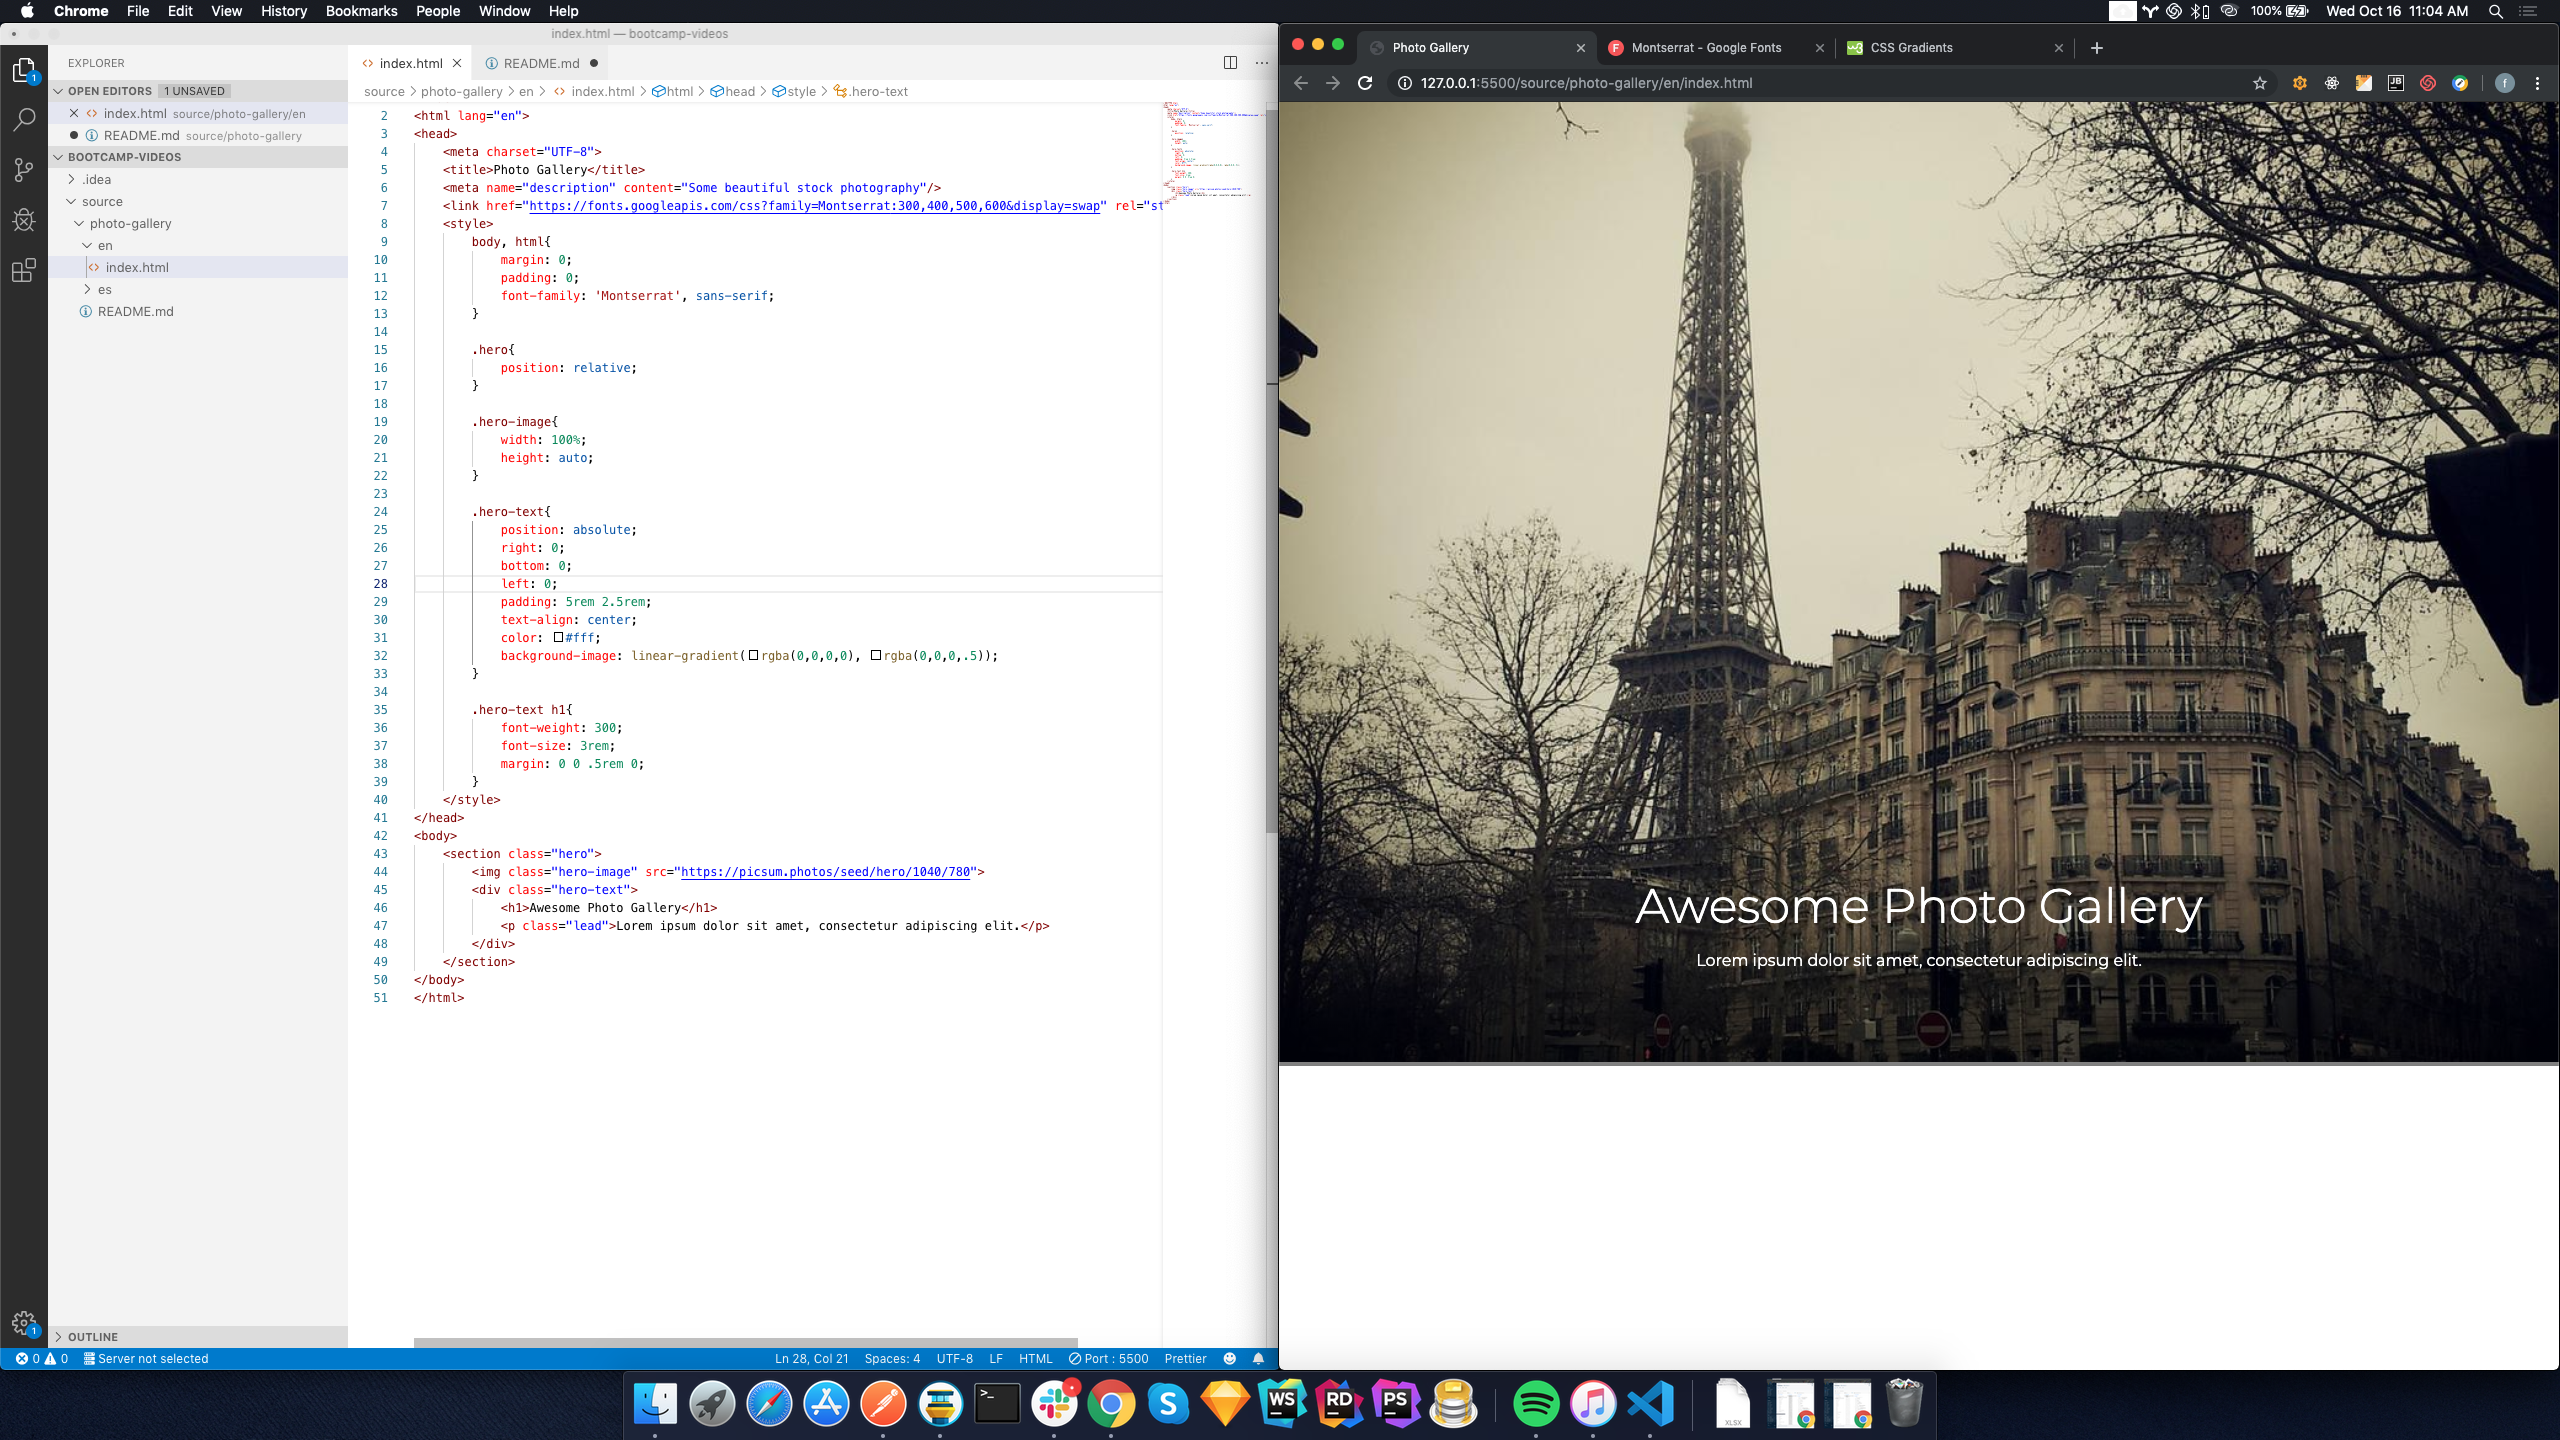 Chrome File Edit View History Bookmarks People Window Help
100% Wed Oct 16 11:04 AM
index.html — bootcamp-videos
EXPLORER
OPEN EDITORS 1 UNSAVED
index.html source/photo-gallery/en
README.md source/photo-gallery
BOOTCAMP-VIDEOS
.idea
source
photo-gallery
en
index.html
es
README.md
OUTLINE
index.html README.md
source photo-gallery en index.html html head style .hero-text
2 <html lang="en">
3 <head>
4 <meta charset="UTF-8">
5 <title>Photo Gallery</title>
6 <meta name="description" content="Some beautiful stock photography"/>
7 <link href="https://fonts.googleapis.com/css?family=Montserrat:300,400,500,600&display=swap" rel="st
8 <style>
9 body, html{
10 margin: 0;
11 padding: 0;
12 font-family: 'Montserrat', sans-serif;
13 }
14
15 .hero{
16 position: relative;
17 }
18
19 .hero-image{
20 width: 100%;
21 height: auto;
22 }
23
24 .hero-text{
25 position: absolute;
26 right: 0;
27 bottom: 0;
28 left: 0;
29 padding: 5rem 2.5rem;
30 text-align: center;
31 color: #fff;
32 background-image: linear-gradient(rgba(0,0,0,0), rgba(0,0,0,.5));
33 }
34
35 .hero-text h1{
36 font-weight: 300;
37 font-size: 3rem;
38 margin: 0 0 .5rem 0;
39 }
40 </style>
41 </head>
42 <body>
43 <section class="hero">
44 <img class="hero-image" src="https://picsum.photos/seed/hero/1040/780">
45 <div class="hero-text">
46 <h1>Awesome Photo Gallery</h1>
47 <p class="lead">Lorem ipsum dolor sit amet, consectetur adipiscing elit.</p>
48 </div>
49 </section>
50 </body>
51 </html>
0 0 Server not selected Ln 28, Col 21 Spaces: 4 UTF-8 LF HTML Port : 5500 Prettier
Photo Gallery Montserrat - Google Fonts CSS Gradients
127.0.0.1:5500/source/photo-gallery/en/index.html
Awesome Photo Gallery
Lorem ipsum dolor sit amet, consectetur adipiscing elit.
WS RD PS XLSX